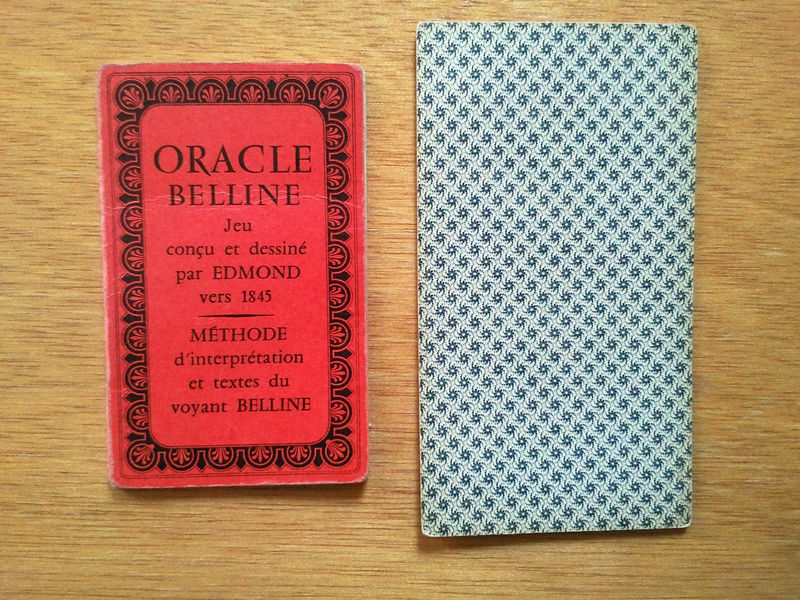 ORACLE
BELLINE
Jeu
conçu et dessiné
par EDMOND
vers 1845
MÉTHODE
d'interprétation
et textes du
voyant BELLINE